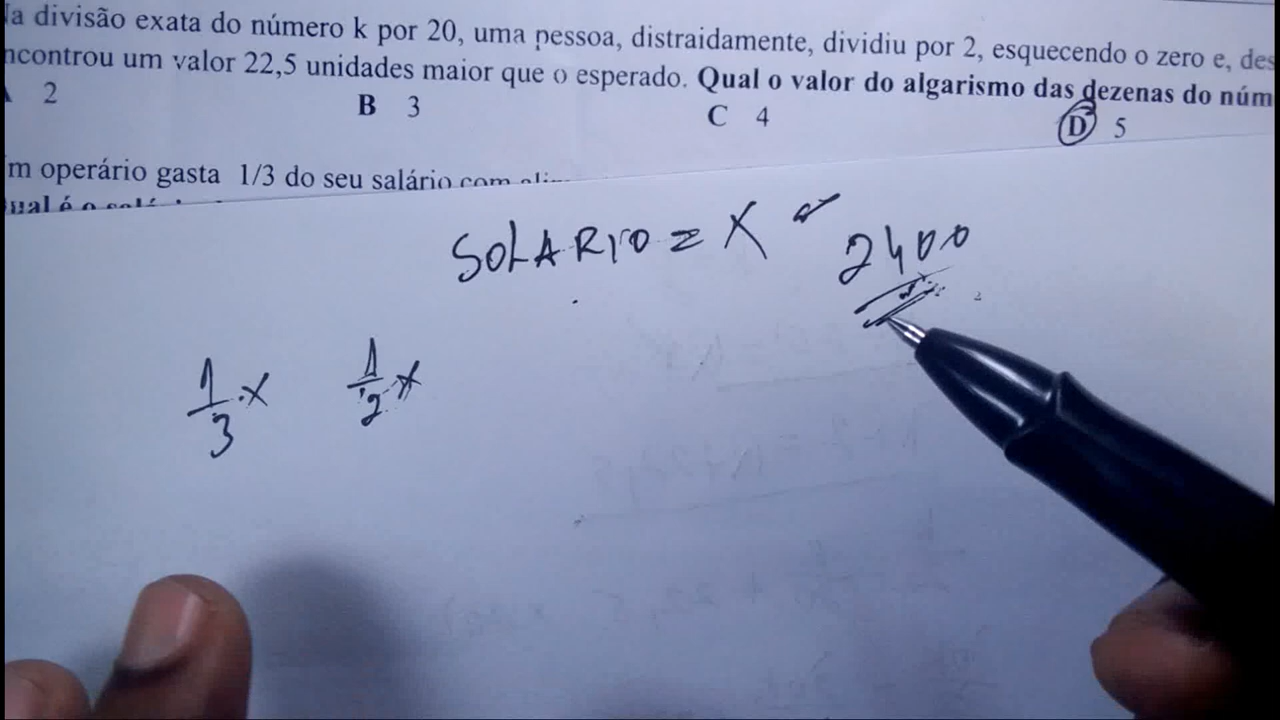 a divisão exata do número k por 20, uma pessoa, distraidamente, dividiu por 2, esquecendo o zero e, des
ncontrou um valor 22,5 unidades maior que o esperado. Qual o valor do algarismo das dezenas do núm
2 B 3 C 4 D 5
m operário gasta 1/3 do seu salário com
ual é o
SOLARIO = X 2400
1/3 . x 1/2 x